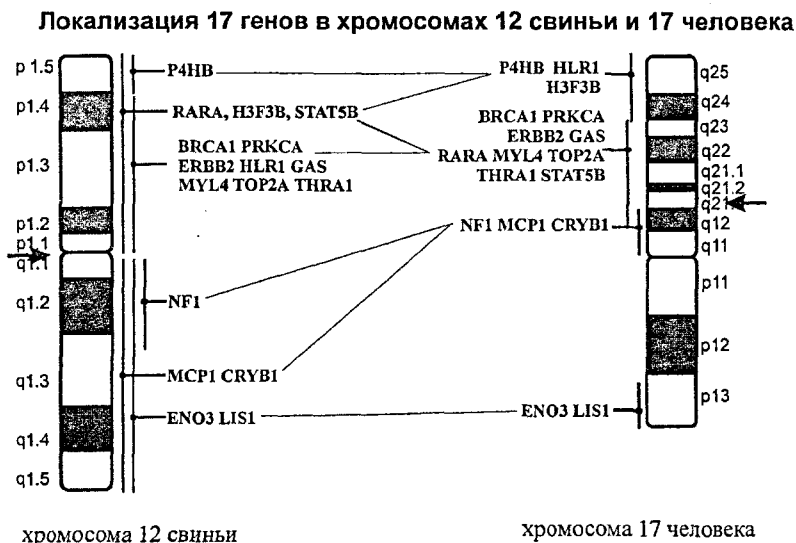 Локализация 17 генов в хромосомах 12 свиньи и 17 человека
p 1.5
p1.4
p1.3
p1.2
p1.1
q1.1
q1.2
q1.3
q1.4
q1.5
P4HB
RARA, H3F3B, STAT5B
BRCA1 PRKCA
ERBB2 HLR1 GAS
MYL4 TOP2A THRA1
NF1
MCP1 CRYB1
ENO3 LIS1
P4HB HLR1
H3F3B
BRCA1 PRKCA
ERBB2 GAS
RARA MYL4 TOP2A
THRA1 STAT5B
NF1 MCP1 CRYB1
ENO3 LIS1
q25
q24
q23
q22
q21.1
q21.2
q21
q12
q11
p11
p12
p13
хромосома 12 свиньи
хромосома 17 человека